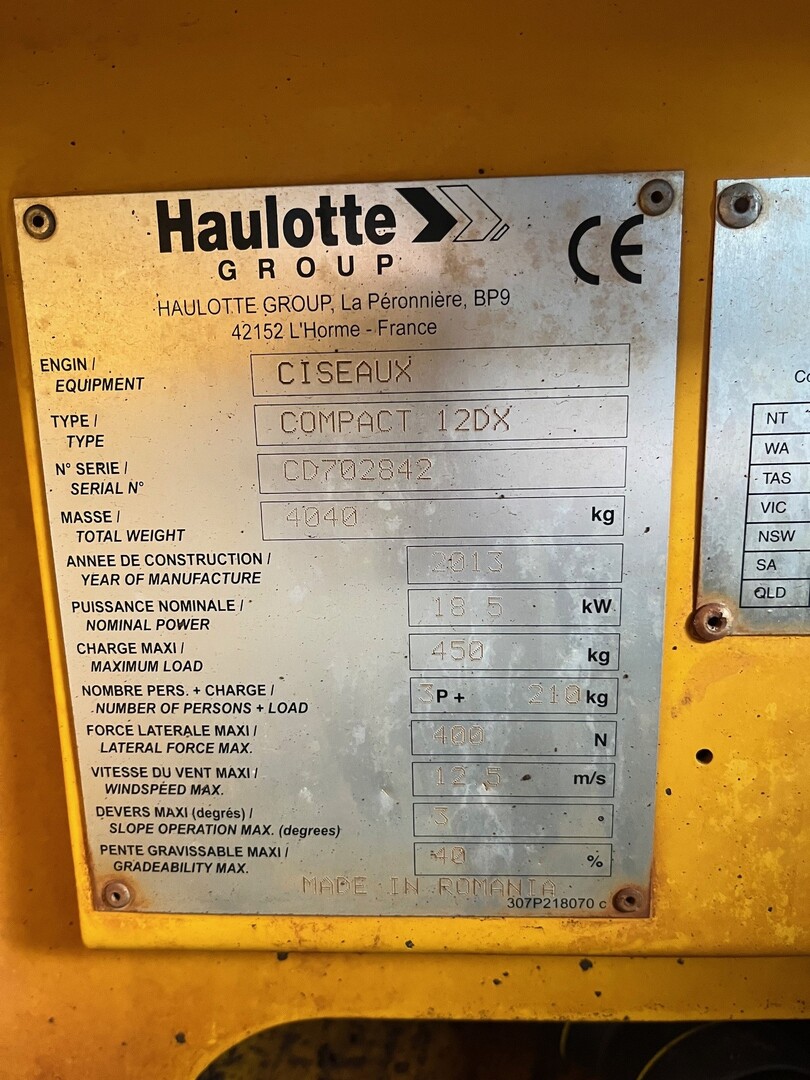 Haulotte
GROUP
CE
HAULOTTE GROUP, La Péronnière, BP9
42152 L'Horme - France
ENGIN /
EQUIPMENT
CISEAUX
TYPE /
TYPE
COMPACT 12DX
N° SERIE /
SERIAL N°
CD702842
MASSE /
TOTAL WEIGHT
4040 kg
ANNEE DE CONSTRUCTION /
YEAR OF MANUFACTURE
2013
PUISSANCE NOMINALE /
NOMINAL POWER
18.5 kW
CHARGE MAXI /
MAXIMUM LOAD
450 kg
NOMBRE PERS. + CHARGE /
NUMBER OF PERSONS + LOAD
3P + 210 kg
FORCE LATERALE MAXI /
LATERAL FORCE MAX.
400 N
VITESSE DU VENT MAXI /
WINDSPEED MAX.
12.5 m/s
DEVERS MAXI (degrés) /
SLOPE OPERATION MAX. (degrees)
3 °
PENTE GRAVISSABLE MAXI /
GRADEABILITY MAX.
40 %
MADE IN ROMANIA
307P218070 c
NT
WA
TAS
VIC
NSW
SA
QLD